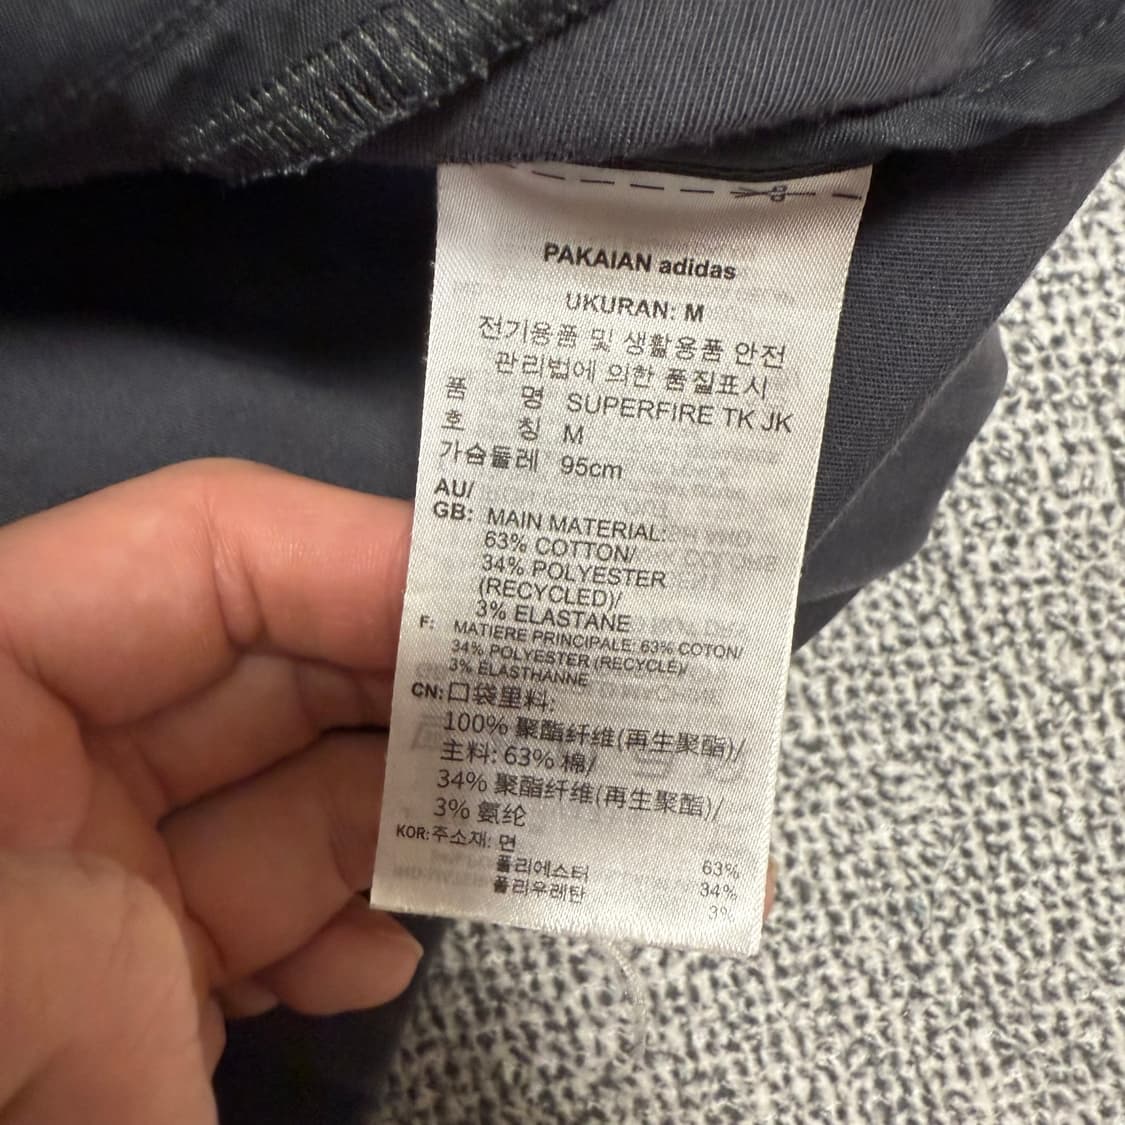 PAKAIAN adidas
UKURAN: M
전기용품 및 생활용품 안전
관리법에 의한 품질표시
품 명 SUPERFIRE TK JK
호 칭 M
가슴둘레 95cm
AU/
GB: MAIN MATERIAL:
63% COTTON/
34% POLYESTER
(RECYCLED)/
3% ELASTANE
F: MATIERE PRINCIPALE: 63% COTON/
34% POLYESTER (RECYCLÉ)/
3% ELASTHANNE
CN: 口袋里料:
100% 聚酯纤维(再生聚酯)/
主料: 63% 棉/
34% 聚酯纤维(再生聚酯)/
3% 氨纶
KOR: 주소재: 면 63%
폴리에스터 34%
폴리우레탄 3%